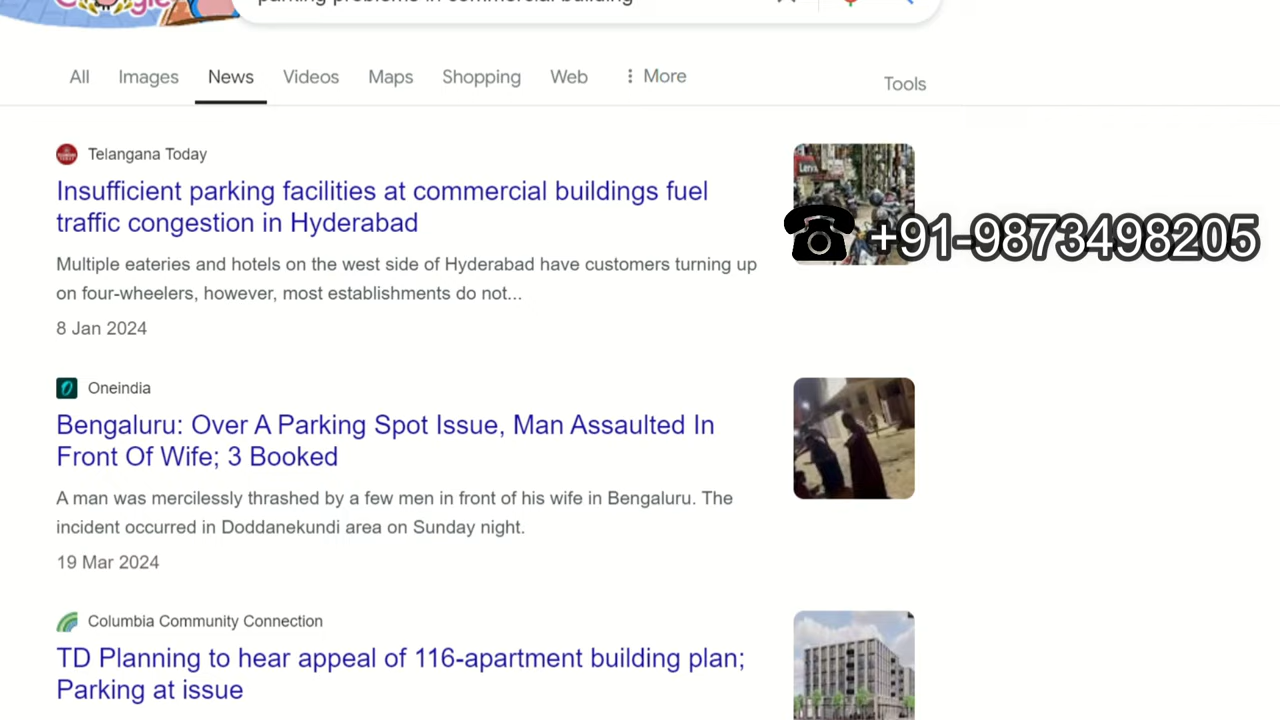 parking problems in commercial building
All Images News Videos Maps Shopping Web More
Tools
Telangana Today
Insufficient parking facilities at commercial buildings fuel
traffic congestion in Hyderabad
Multiple eateries and hotels on the west side of Hyderabad have customers turning up
on four-wheelers, however, most establishments do not...
8 Jan 2024
+91-9873498205
Oneindia
Bengaluru: Over A Parking Spot Issue, Man Assaulted In
Front Of Wife; 3 Booked
A man was mercilessly thrashed by a few men in front of his wife in Bengaluru. The
incident occurred in Doddanekundi area on Sunday night.
19 Mar 2024
Columbia Community Connection
TD Planning to hear appeal of 116-apartment building plan;
Parking at issue